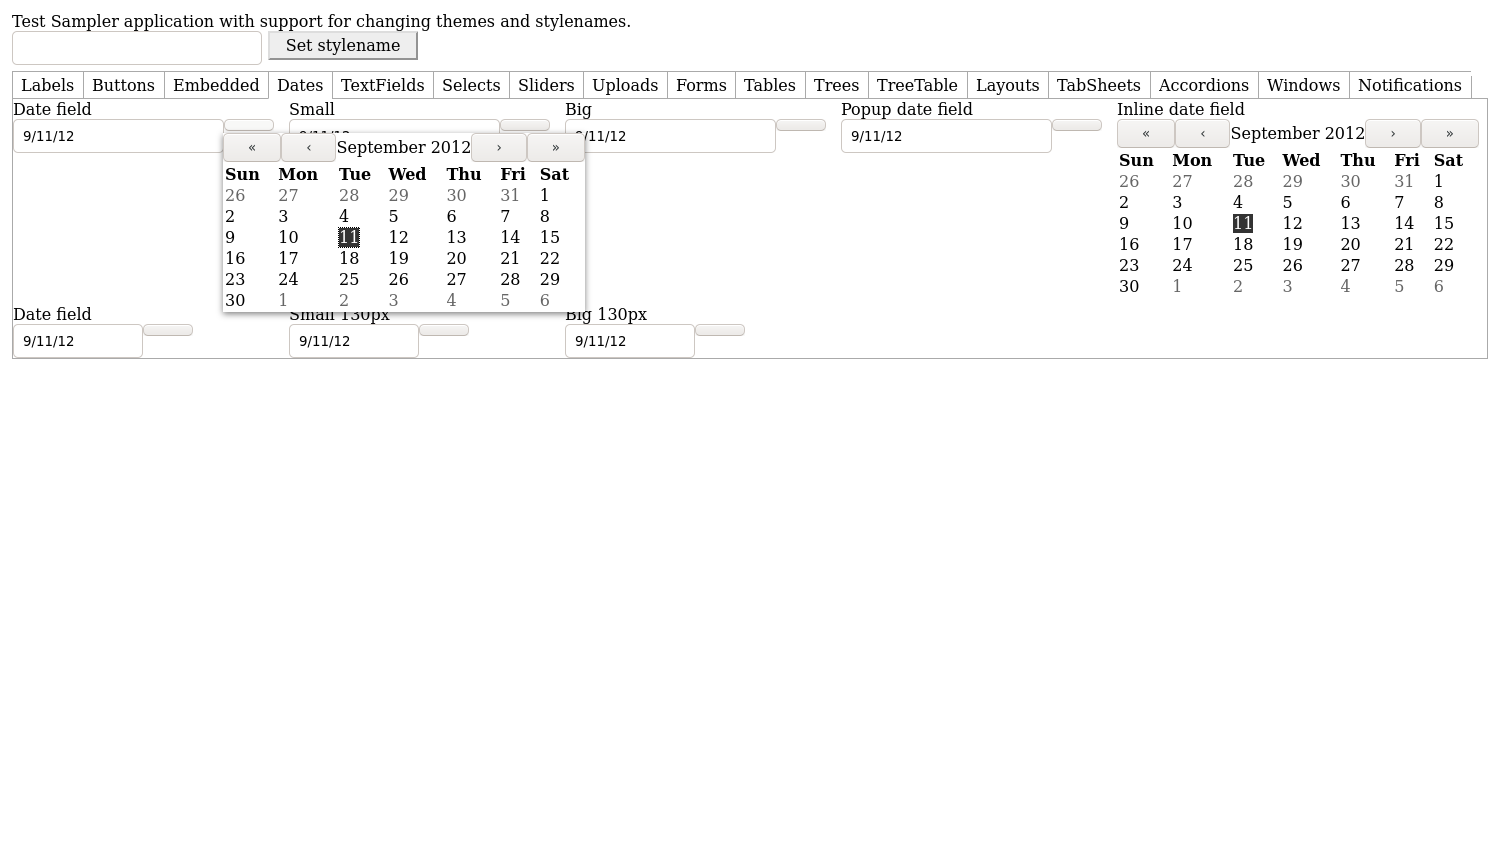 Test Sampler application with support for changing themes and stylenames.
Set stylename
Labels Buttons Embedded Dates TextFields Selects Sliders Uploads Forms Tables Trees TreeTable Layouts TabSheets Accordions Windows Notifications
Date field Small Big Popup date field Inline date field
9/11/12 9/11/12 9/11/12 9/11/12
« ‹ September 2012 › »
Sun Mon Tue Wed Thu Fri Sat
26 27 28 29 30 31 1
2 3 4 5 6 7 8
9 10 11 12 13 14 15
16 17 18 19 20 21 22
23 24 25 26 27 28 29
30 1 2 3 4 5 6
« ‹ September 2012 › »
Sun Mon Tue Wed Thu Fri Sat
26 27 28 29 30 31 1
2 3 4 5 6 7 8
9 10 11 12 13 14 15
16 17 18 19 20 21 22
23 24 25 26 27 28 29
30 1 2 3 4 5 6
Date field Small 130px Big 130px
9/11/12 9/11/12 9/11/12